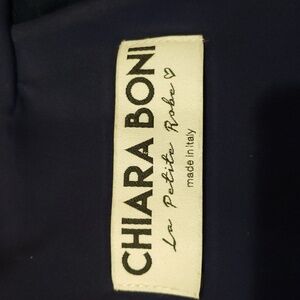 CHIARA BONI
La Petite Robe ♡
made in Italy